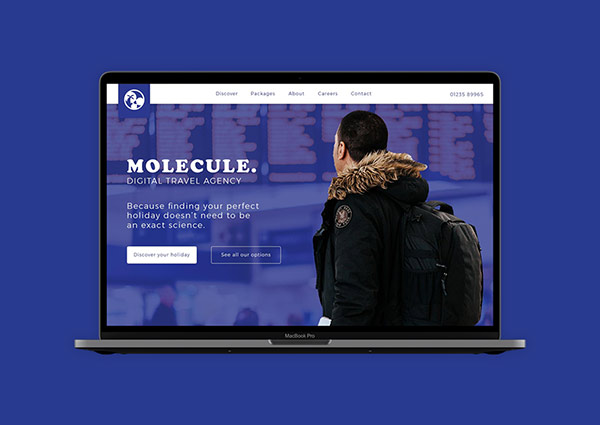 Discover Packages About Careers Contact 01235 89965
MOLECULE.
DIGITAL TRAVEL AGENCY
Because finding your perfect
holiday doesn't need to be
an exact science.
Discover your holiday See all our options
MacBook Pro